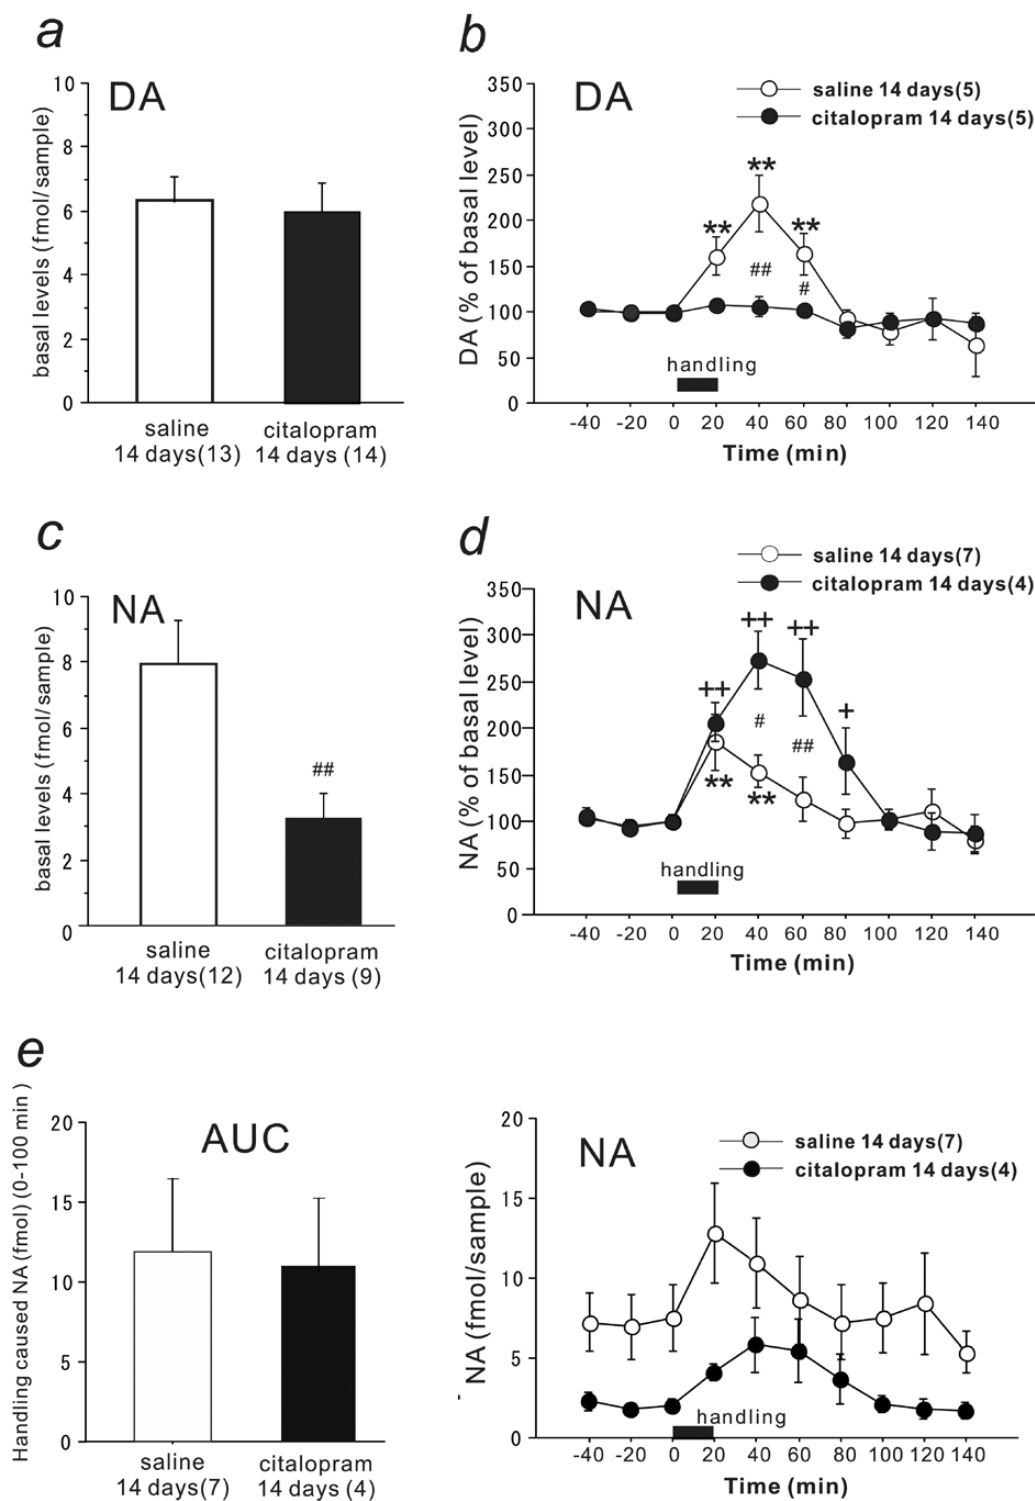 a
DA
basal levels (fmol/sample)
10
8
6
4
2
0
saline
14 days(13)
citalopram
14 days (14)
b
DA
saline 14 days(5)
citalopram 14 days(5)
DA (% of basal level)
350
300
250
200
150
100
50
0
**
**
**
##
#
handling
-40 -20 0 20 40 60 80 100 120 140
Time (min)
c
NA
basal levels (fmol/sample)
10
8
6
4
2
0
##
saline
14 days(12)
citalopram
14 days (9)
d
NA
saline 14 days(7)
citalopram 14 days(4)
NA (% of basal level)
350
300
250
200
150
100
50
0
++
++
++
+
#
##
**
**
handling
-40 -20 0 20 40 60 80 100 120 140
Time (min)
e
AUC
Handling caused NA (fmol) (0-100 min )
20
15
10
5
0
saline
14 days(7)
citalopram
14 days (4)
NA
saline 14 days(7)
citalopram 14 days(4)
NA (fmol/sample)
20
15
10
5
0
handling
-40 -20 0 20 40 60 80 100 120 140
Time (min)